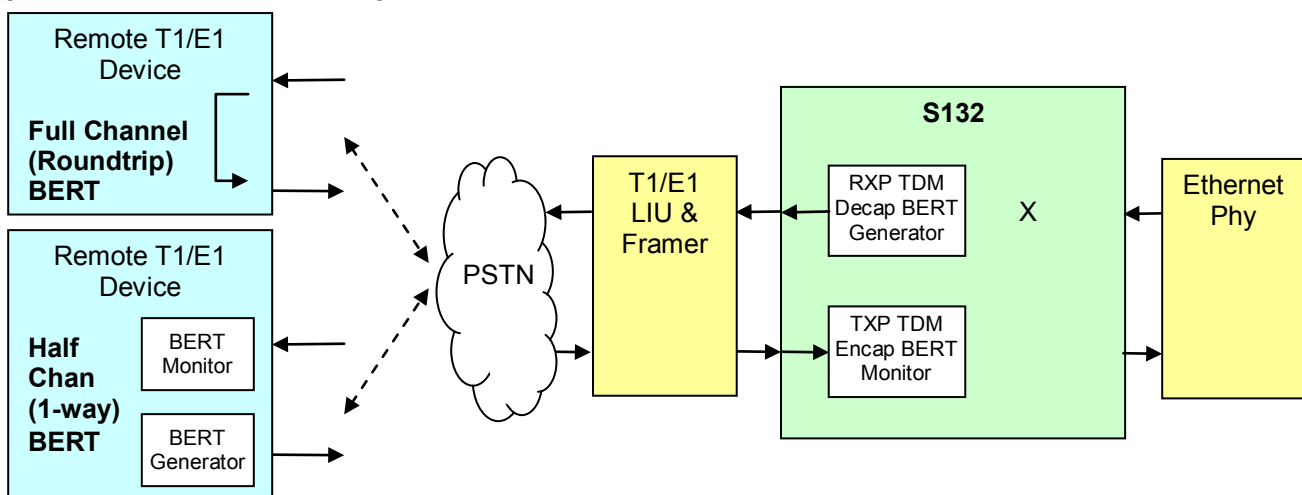 Remote T1/E1
Device
Full Channel
(Roundtrip)
BERT
Remote T1/E1
Device
Half
Chan
(1-way)
BERT
BERT
Monitor
BERT
Generator
PSTN
T1/E1
LIU &
Framer
S132
RXP TDM
Decap BERT
Generator
X
TXP TDM
Encap BERT
Monitor
Ethernet
Phy